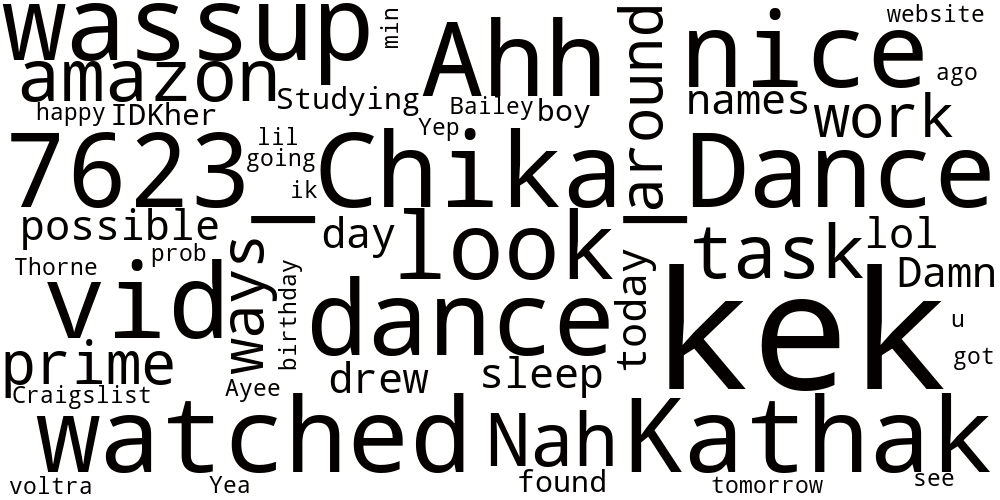 wassup
min
Ahh
around
nice
website
amazon
ago
happy
IDKher
Studying
Bailey
boy
Yep
names
work
7623_Chika_Dance
lil
going
ik
possible
prob
day
look
task
lol
Thorne
vid
ways
birthday
dance
today
kek
Damn
u
got
prime
Craigslist
Ayee
drew
sleep
watched
Nah
Kathak
voltra
Yea
found
tomorrow
see